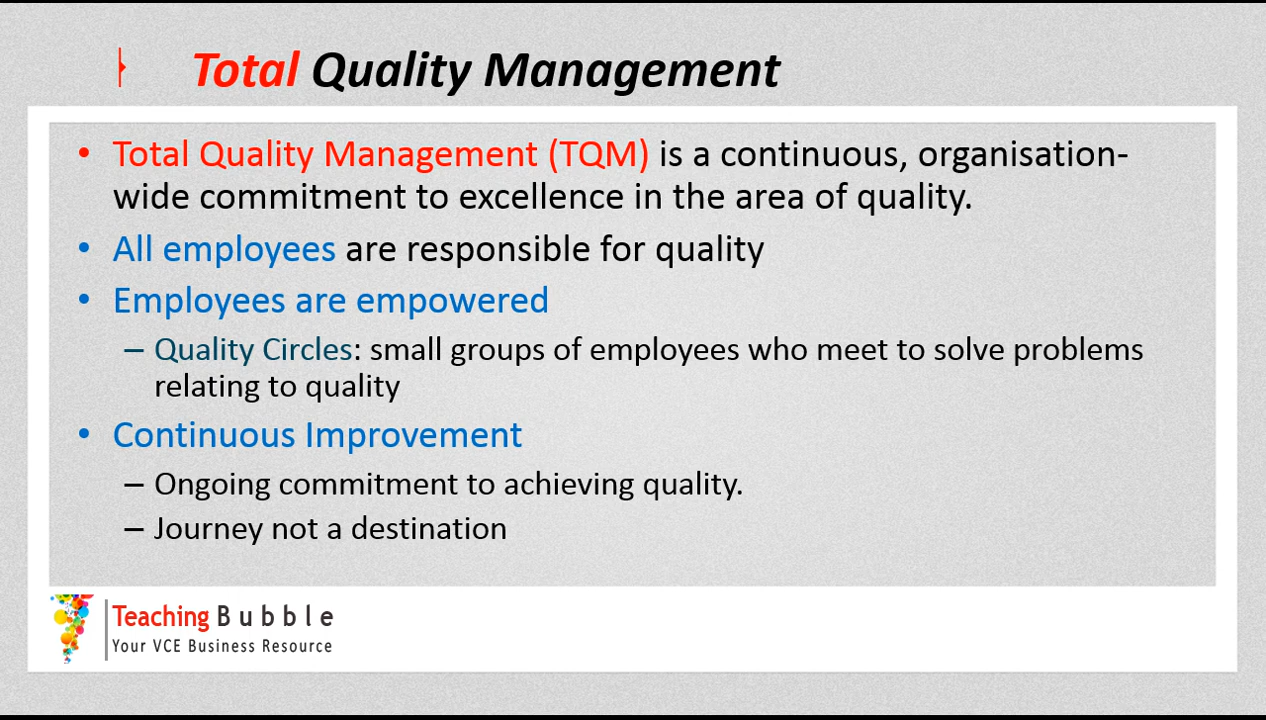 Total Quality Management
• Total Quality Management (TQM) is a continuous, organisation-
wide commitment to excellence in the area of quality.
• All employees are responsible for quality
• Employees are empowered
– Quality Circles: small groups of employees who meet to solve problems
relating to quality
• Continuous Improvement
– Ongoing commitment to achieving quality.
– Journey not a destination
Teaching Bubble
Your VCE Business Resource